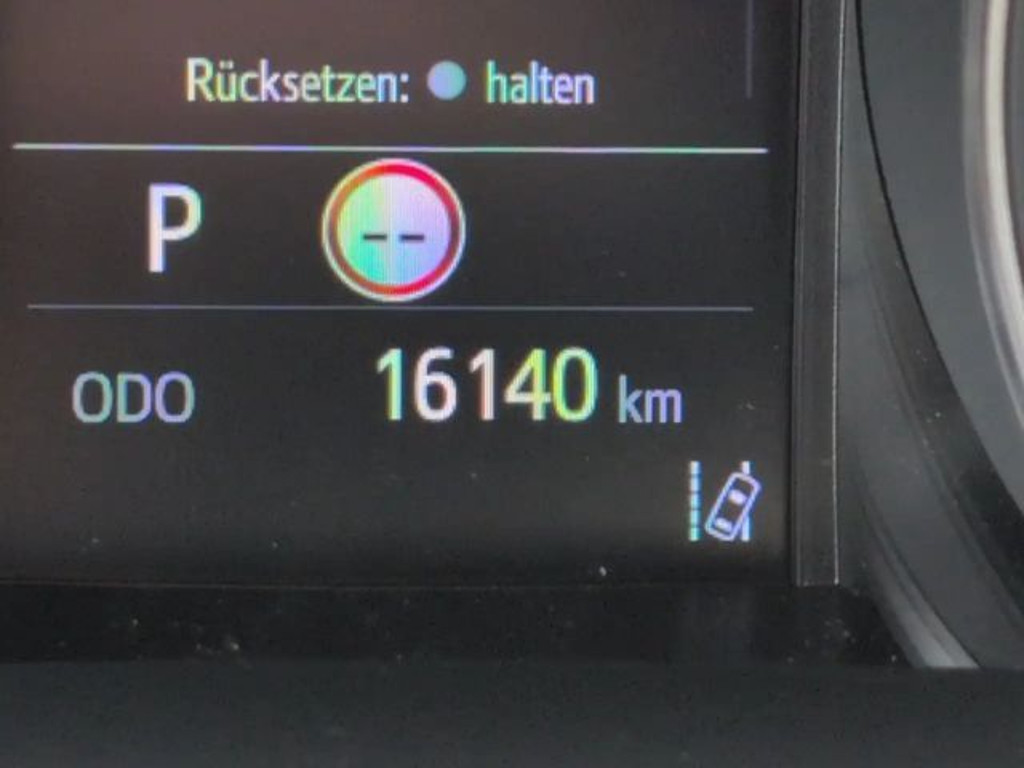 Rücksetzen: ● halten
P --
ODO 16140 km